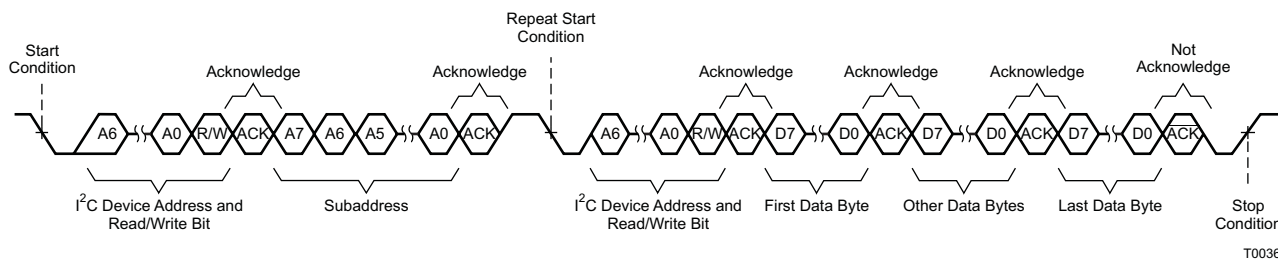 Repeat Start
Condition
Start
Condition
Acknowledge
Acknowledge
Acknowledge
Acknowledge
Acknowledge
Not
Acknowledge
A6 A0 R/W ACK A7 A6 A5 A0 ACK A6 A0 R/W ACK D7 D0 ACK D7 D0 ACK D7 D0 ACK
I²C Device Address and
Read/Write Bit
Subaddress
I²C Device Address and
Read/Write Bit
First Data Byte
Other Data Bytes
Last Data Byte
Stop
Condition
T0036